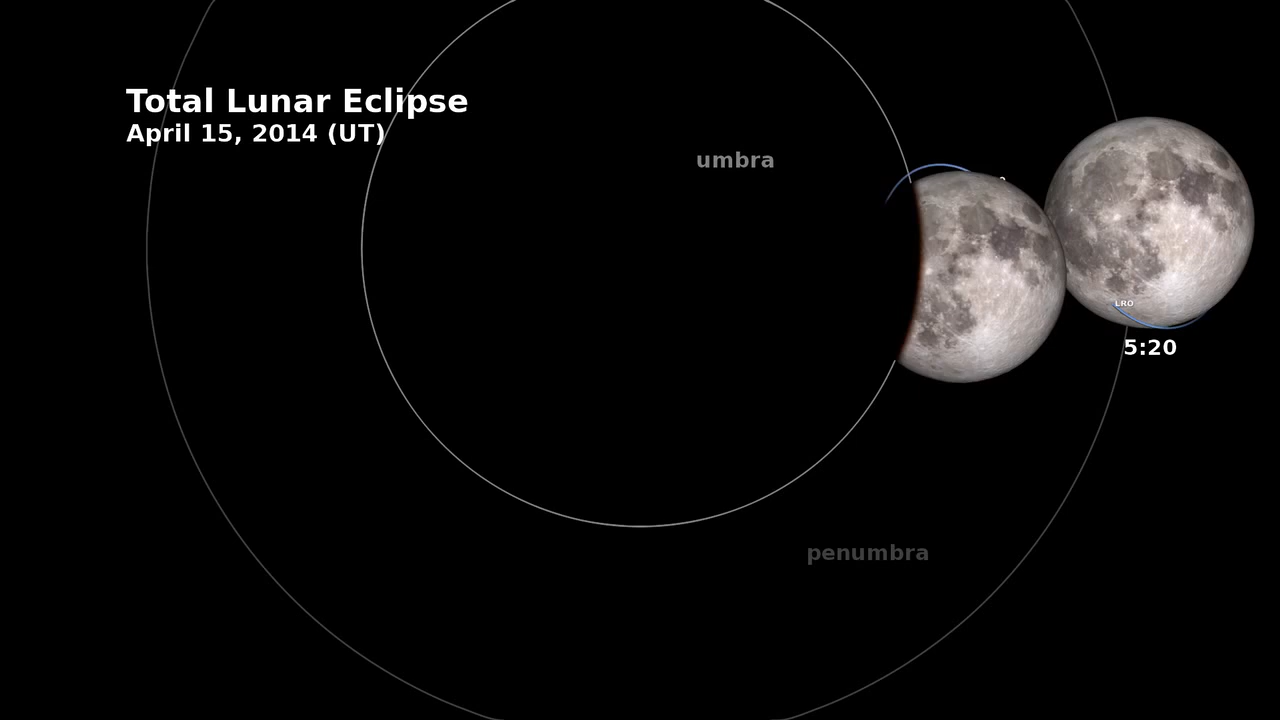 Total Lunar Eclipse
April 15, 2014 (UT)
umbra
LRO
5:20
penumbra